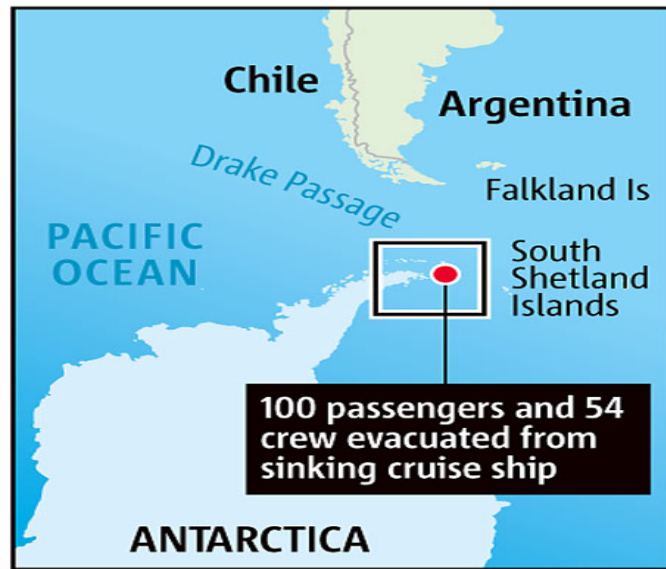 Chile
Argentina
Drake Passage
Falkland Is
PACIFIC
OCEAN
South
Shetland
Islands
100 passengers and 54
crew evacuated from
sinking cruise ship
ANTARCTICA